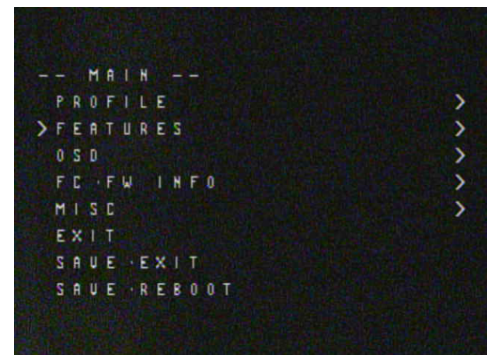 -- MAIN --
PROFILE >
>FEATURES >
OSD >
FC·FW INFO >
MISC >
EXIT
SAVE·EXIT
SAVE·REBOOT